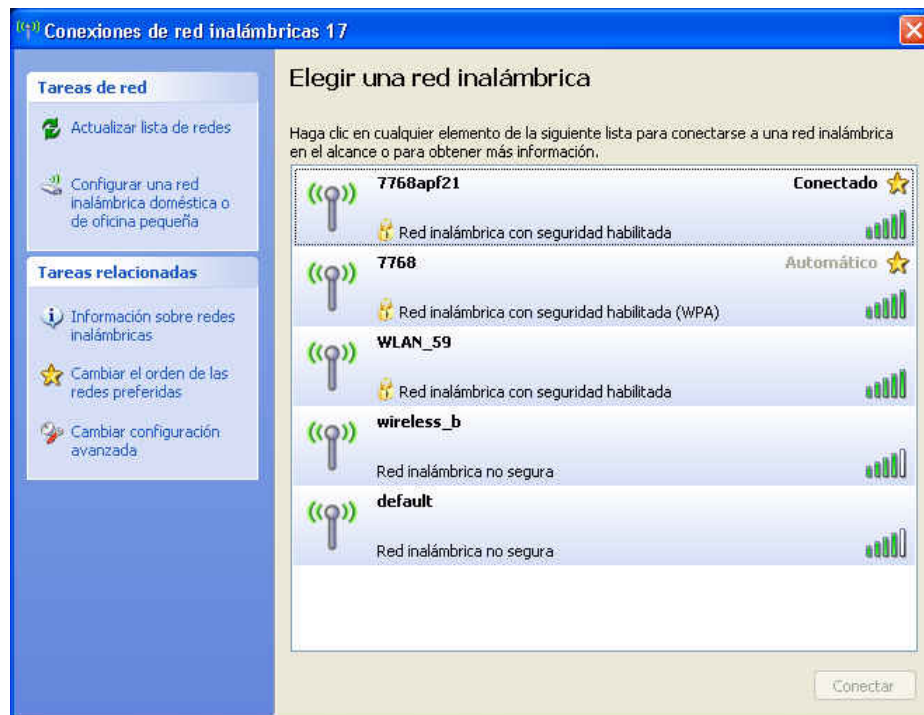 Conexiones de red inalámbricas 17
Tareas de red
Actualizar lista de redes
Configurar una red
inalámbrica doméstica o
de oficina pequeña
Tareas relacionadas
Información sobre redes
inalámbricas
Cambiar el orden de las
redes preferidas
Cambiar configuración
avanzada
Elegir una red inalámbrica
Haga clic en cualquier elemento de la siguiente lista para conectarse a una red inalámbrica
en el alcance o para obtener más información.
7768apf21 Conectado
Red inalámbrica con seguridad habilitada
7768 Automático
Red inalámbrica con seguridad habilitada (WPA)
WLAN_59
Red inalámbrica con seguridad habilitada
wireless_b
Red inalámbrica no segura
default
Red inalámbrica no segura
Conectar